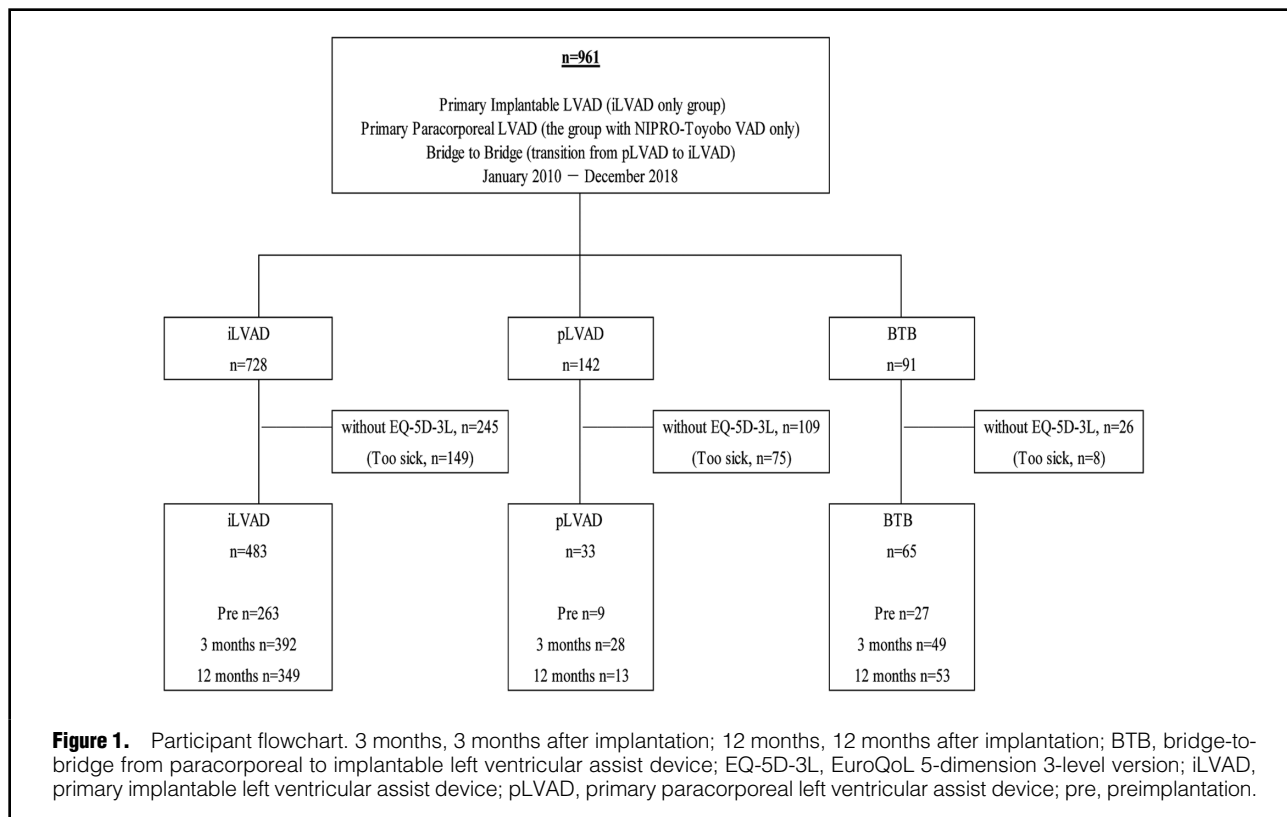 n=961
Primary Implantable LVAD (iLVAD only group)
Primary Paracorporeal LVAD (the group with NIPRO-Toyobo VAD only)
Bridge to Bridge (transition from pLVAD to iLVAD)
January 2010 － December 2018
iLVAD
n=728
pLVAD
n=142
BTB
n=91
without EQ-5D-3L, n=245
(Too sick, n=149)
without EQ-5D-3L, n=109
(Too sick, n=75)
without EQ-5D-3L, n=26
(Too sick, n=8)
iLVAD
n=483
Pre n=263
3 months n=392
12 months n=349
pLVAD
n=33
Pre n=9
3 months n=28
12 months n=13
BTB
n=65
Pre n=27
3 months n=49
12 months n=53
Figure 1. Participant flowchart. 3 months, 3 months after implantation; 12 months, 12 months after implantation; BTB, bridge-to-
bridge from paracorporeal to implantable left ventricular assist device; EQ-5D-3L, EuroQoL 5-dimension 3-level version; iLVAD,
primary implantable left ventricular assist device; pLVAD, primary paracorporeal left ventricular assist device; pre, preimplantation.